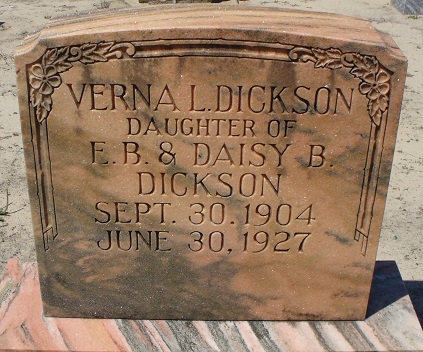 VERNA L. DICKSON
DAUGHTER OF
E. B. & DAISY B.
DICKSON
SEPT. 30. 1904
JUNE 30, 1927